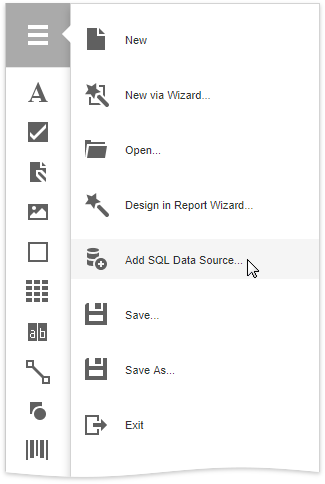 New
New via Wizard...
Open...
Design in Report Wizard...
Add SQL Data Source...
Save...
Save As...
Exit
A
a b